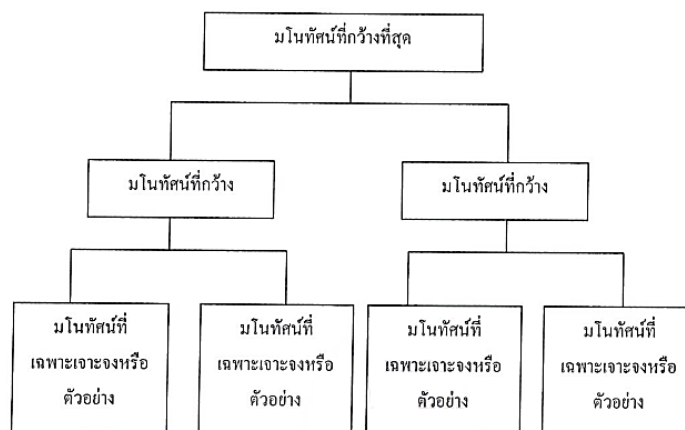 มโนทัศน์ที่กว้างที่สุด
มโนทัศน์ที่กว้าง
มโนทัศน์ที่กว้าง
มโนทัศน์ที่
เฉพาะเจาะจงหรือ
ตัวอย่าง
มโนทัศน์ที่
เฉพาะเจาะจงหรือ
ตัวอย่าง
มโนทัศน์ที่
เฉพาะเจาะจงหรือ
ตัวอย่าง
มโนทัศน์ที่
เฉพาะเจาะจงหรือ
ตัวอย่าง